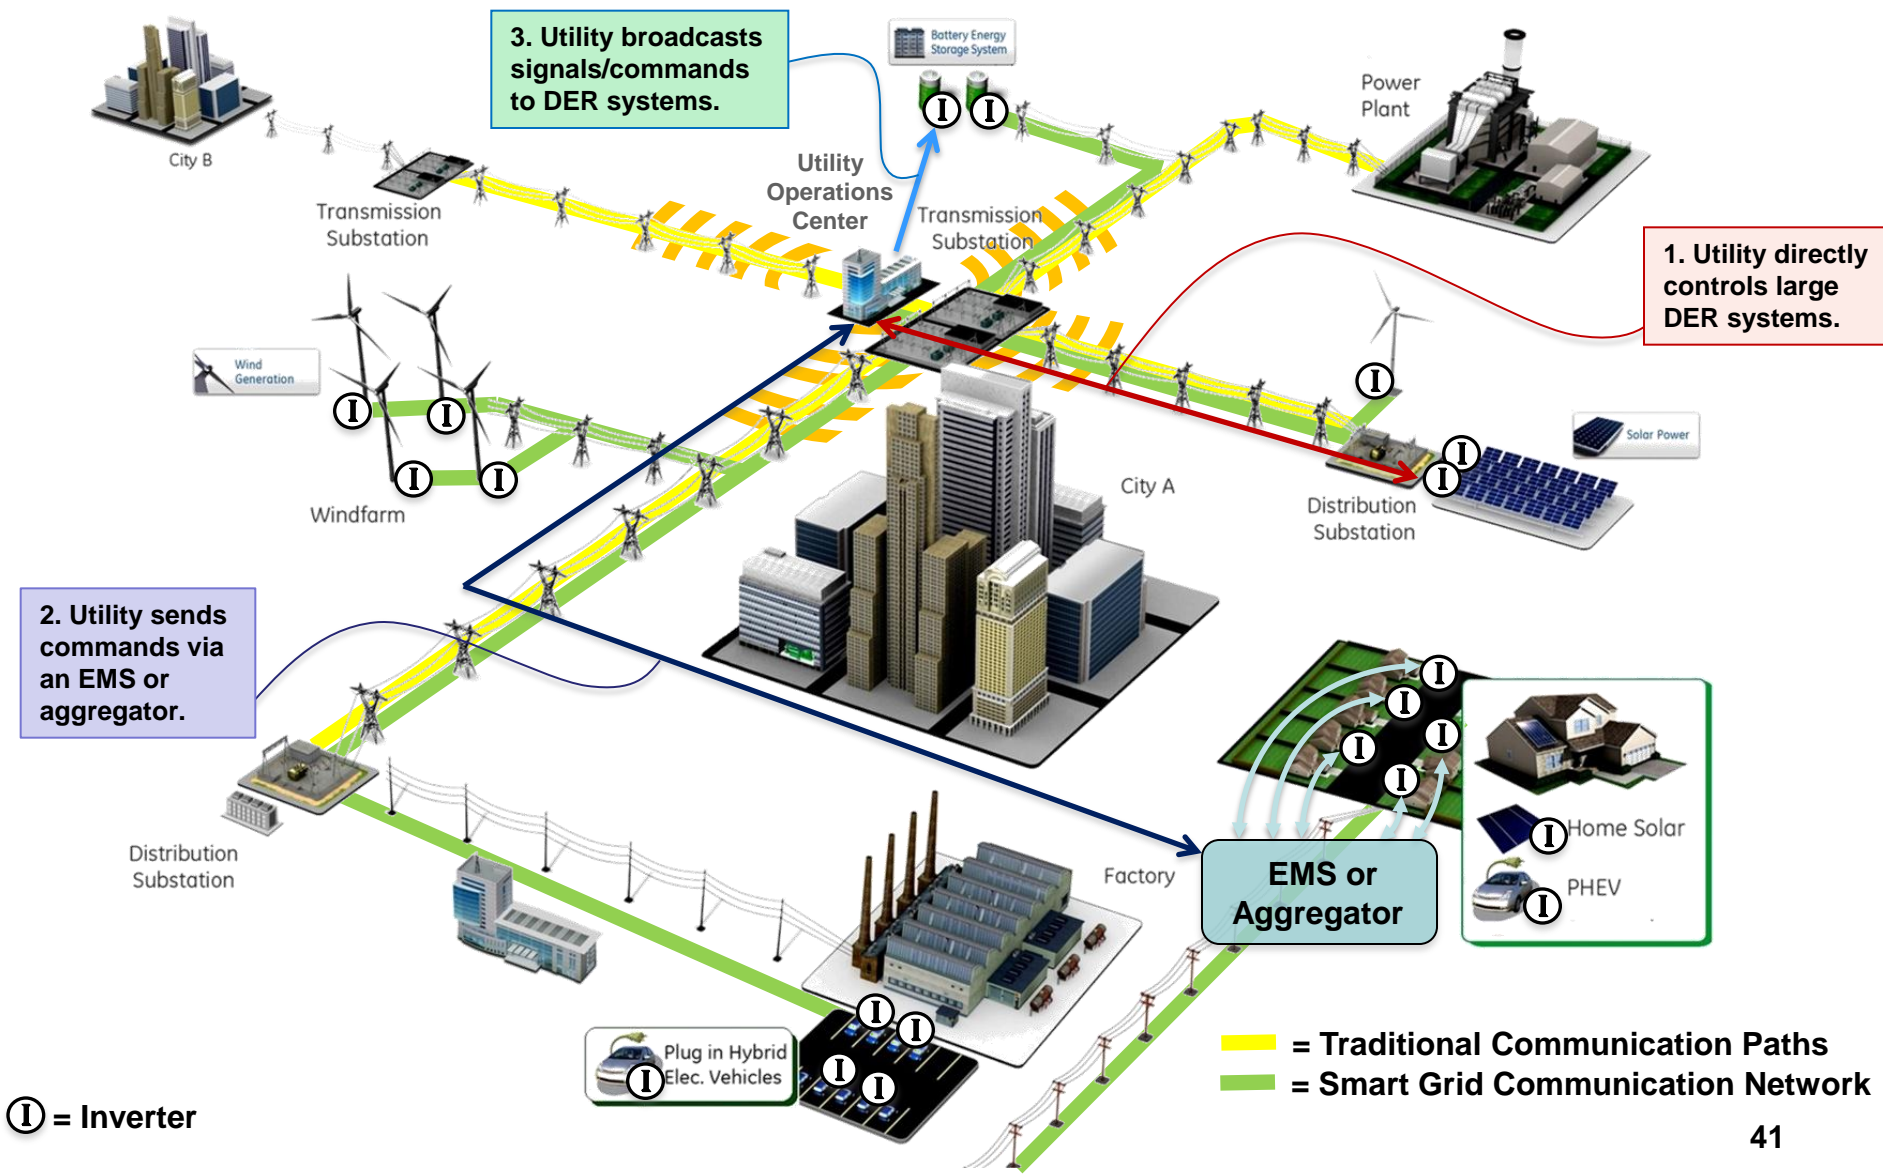 3. Utility broadcasts
signals/commands
to DER systems.
Battery Energy
Storage System
I
I
Power
Plant
City B
Utility
Operations
Center
Transmission
Substation
Transmission
Substation
1. Utility directly
controls large
DER systems.
Wind
Generation
I
I
I
I
I
Windfarm
Solar Power
I
I
City A
Distribution
Substation
2. Utility sends
commands via
an EMS or
aggregator.
I
I
I
I
I
Home Solar
I
PHEV
I
Distribution
Substation
Factory
EMS or
Aggregator
I
I
I
I
Plug in Hybrid
Elec. Vehicles
I
= Traditional Communication Paths
= Smart Grid Communication Network
I = Inverter
41